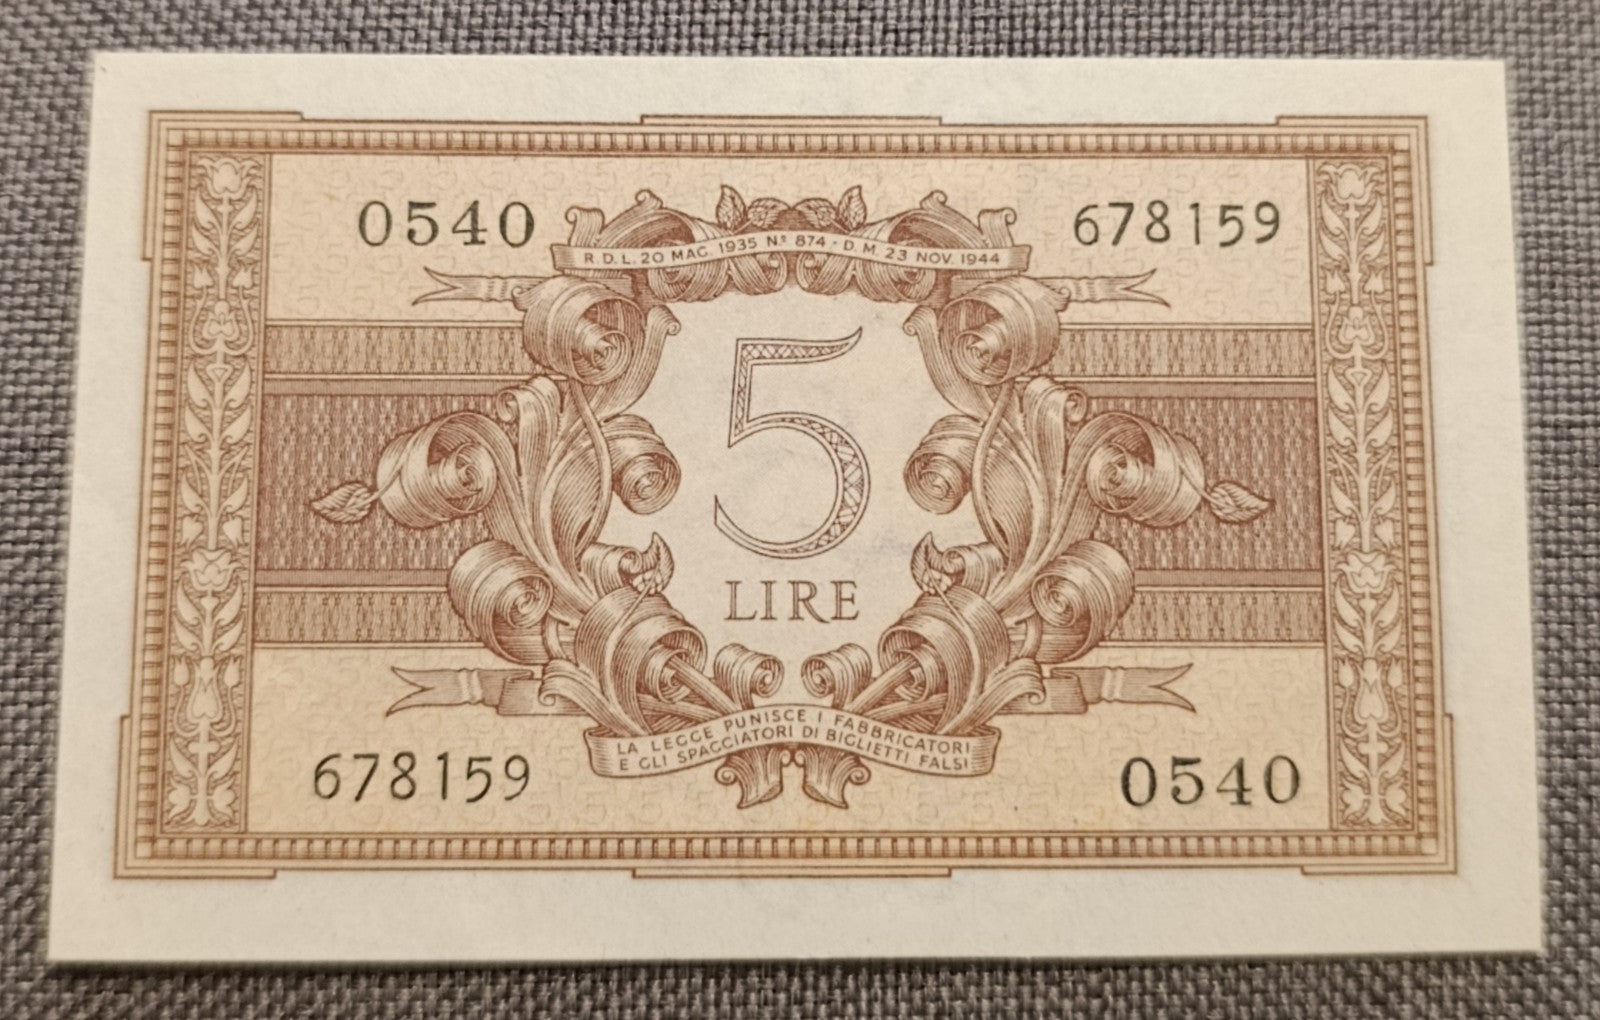 0540
678159
R. D. L. 20 MAG. 1935 Nº 874 - D. M. 23 NOV. 1944
5
LIRE
LA LEGGE PUNISCE I FABBRICATORI
E GLI SPACCIATORI DI BIGLIETTI FALSI
678159
0540